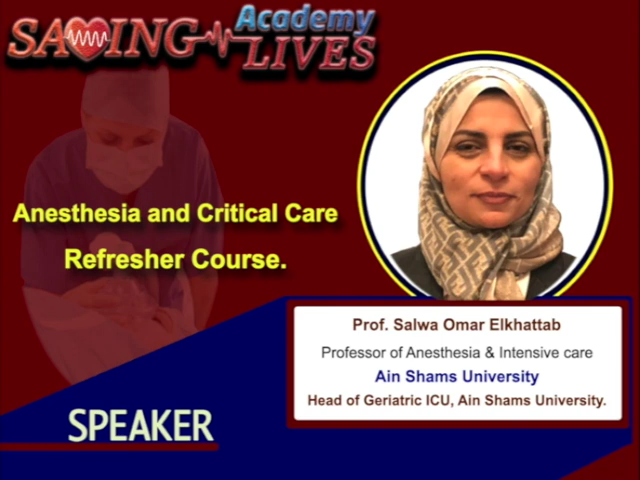 SAVING Academy
LIVES
Anesthesia and Critical Care
Refresher Course.
Prof. Salwa Omar Elkhattab
Professor of Anesthesia & Intensive care
Ain Shams University
Head of Geriatric ICU, Ain Shams University.
SPEAKER